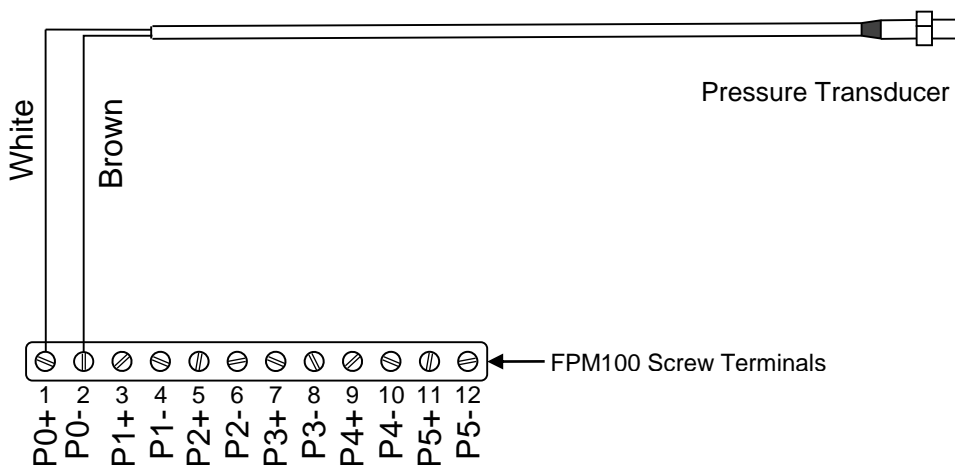 Pressure Transducer
White
Brown
FPM100 Screw Terminals
1 2 3 4 5 6 7 8 9 10 11 12
P0+ P0- P1+ P1- P2+ P2- P3+ P3- P4+ P4- P5+ P5-